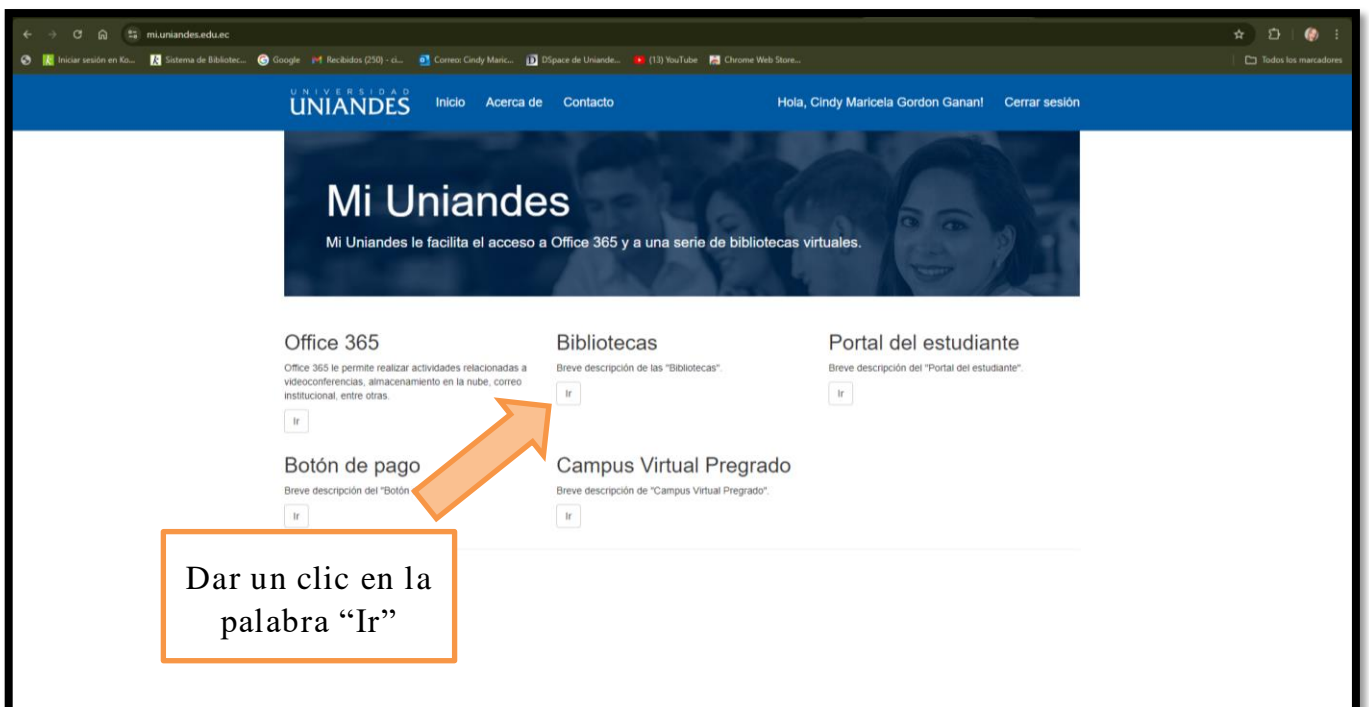 mi.uniandes.edu.ec
Iniciar sesión en Ko... Sistema de Bibliotec... Google Recibidos (250) - ci... Correo: Cindy Maric... DSpace de Uniande... (13) YouTube Chrome Web Store... Todos los marcadores
UNIVERSIDAD
UNIANDES Inicio Acerca de Contacto Hola, Cindy Maricela Gordon Ganan! Cerrar sesión
Mi Uniandes
Mi Uniandes le facilita el acceso a Office 365 y a una serie de bibliotecas virtuales.
Office 365
Office 365 le permite realizar actividades relacionadas a
videoconferencias, almacenamiento en la nube, correo
institucional, entre otras.
Ir
Bibliotecas
Breve descripción de las "Bibliotecas".
Ir
Portal del estudiante
Breve descripción del "Portal del estudiante".
Ir
Botón de pago
Breve descripción del "Botón
Ir
Campus Virtual Pregrado
Breve descripción de "Campus Virtual Pregrado".
Ir
Dar un clic en la
palabra “Ir”